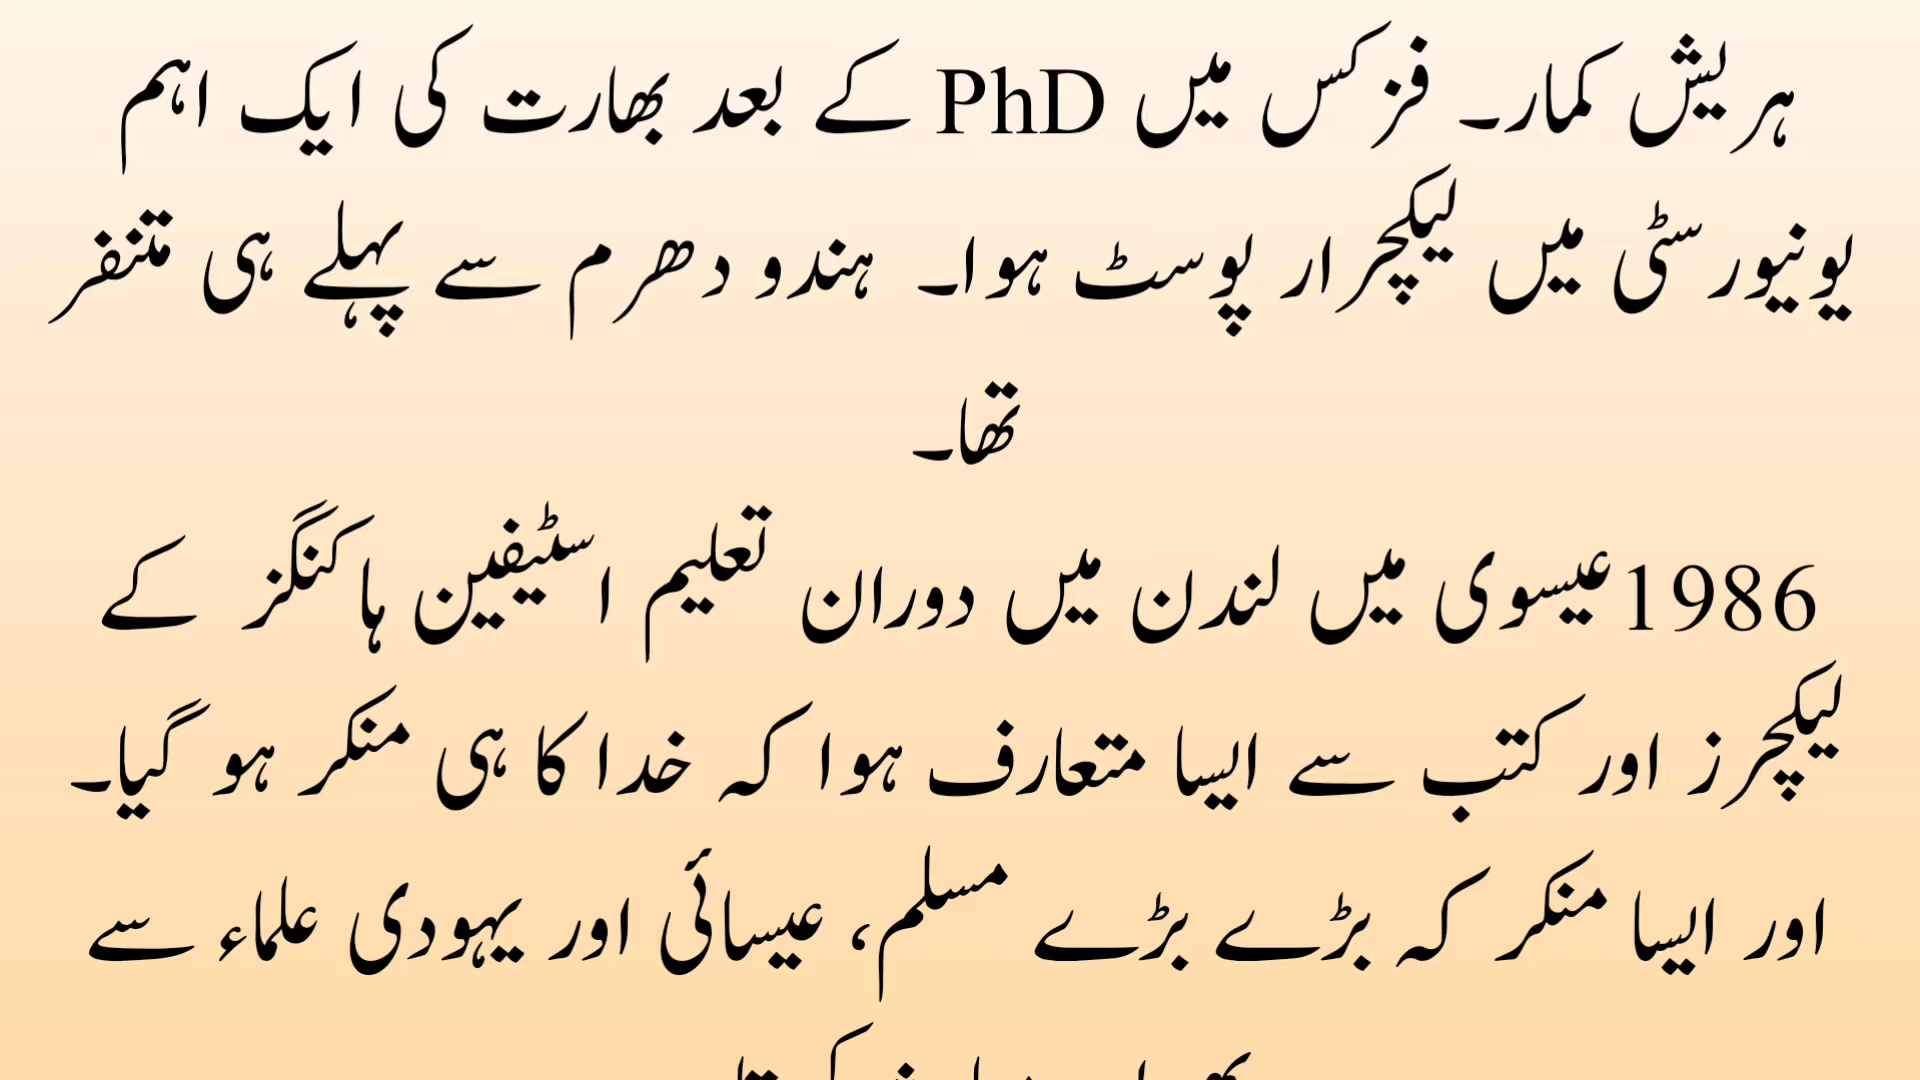 ہریش کمار۔ فزکس میں PhD کے بعد بھارت کی ایک اہم
یونیورسٹی میں لیکچرار پوسٹ ہوا۔ ہندو دھرم سے پہلے ہی متنفر
تھا۔
1986عیسوی میں لندن میں دوران تعلیم اسٹیفین ہاکنگز کے
لیکچرز اور کتب سے ایسا متعارف ہوا کہ خدا کا ہی منکر ہو گیا۔
اور ایسا منکر کہ بڑے بڑے مسلم، عیسائی اور یہودی علماء سے